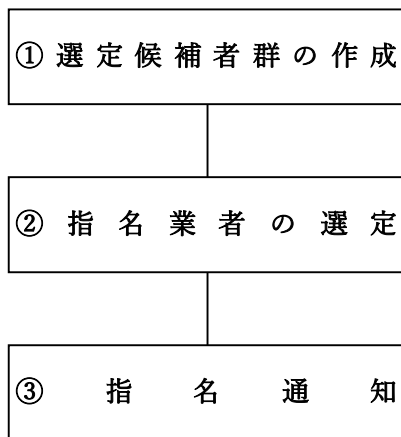 ①選定候補者群の作成
②指名業者の選定
③指名通知